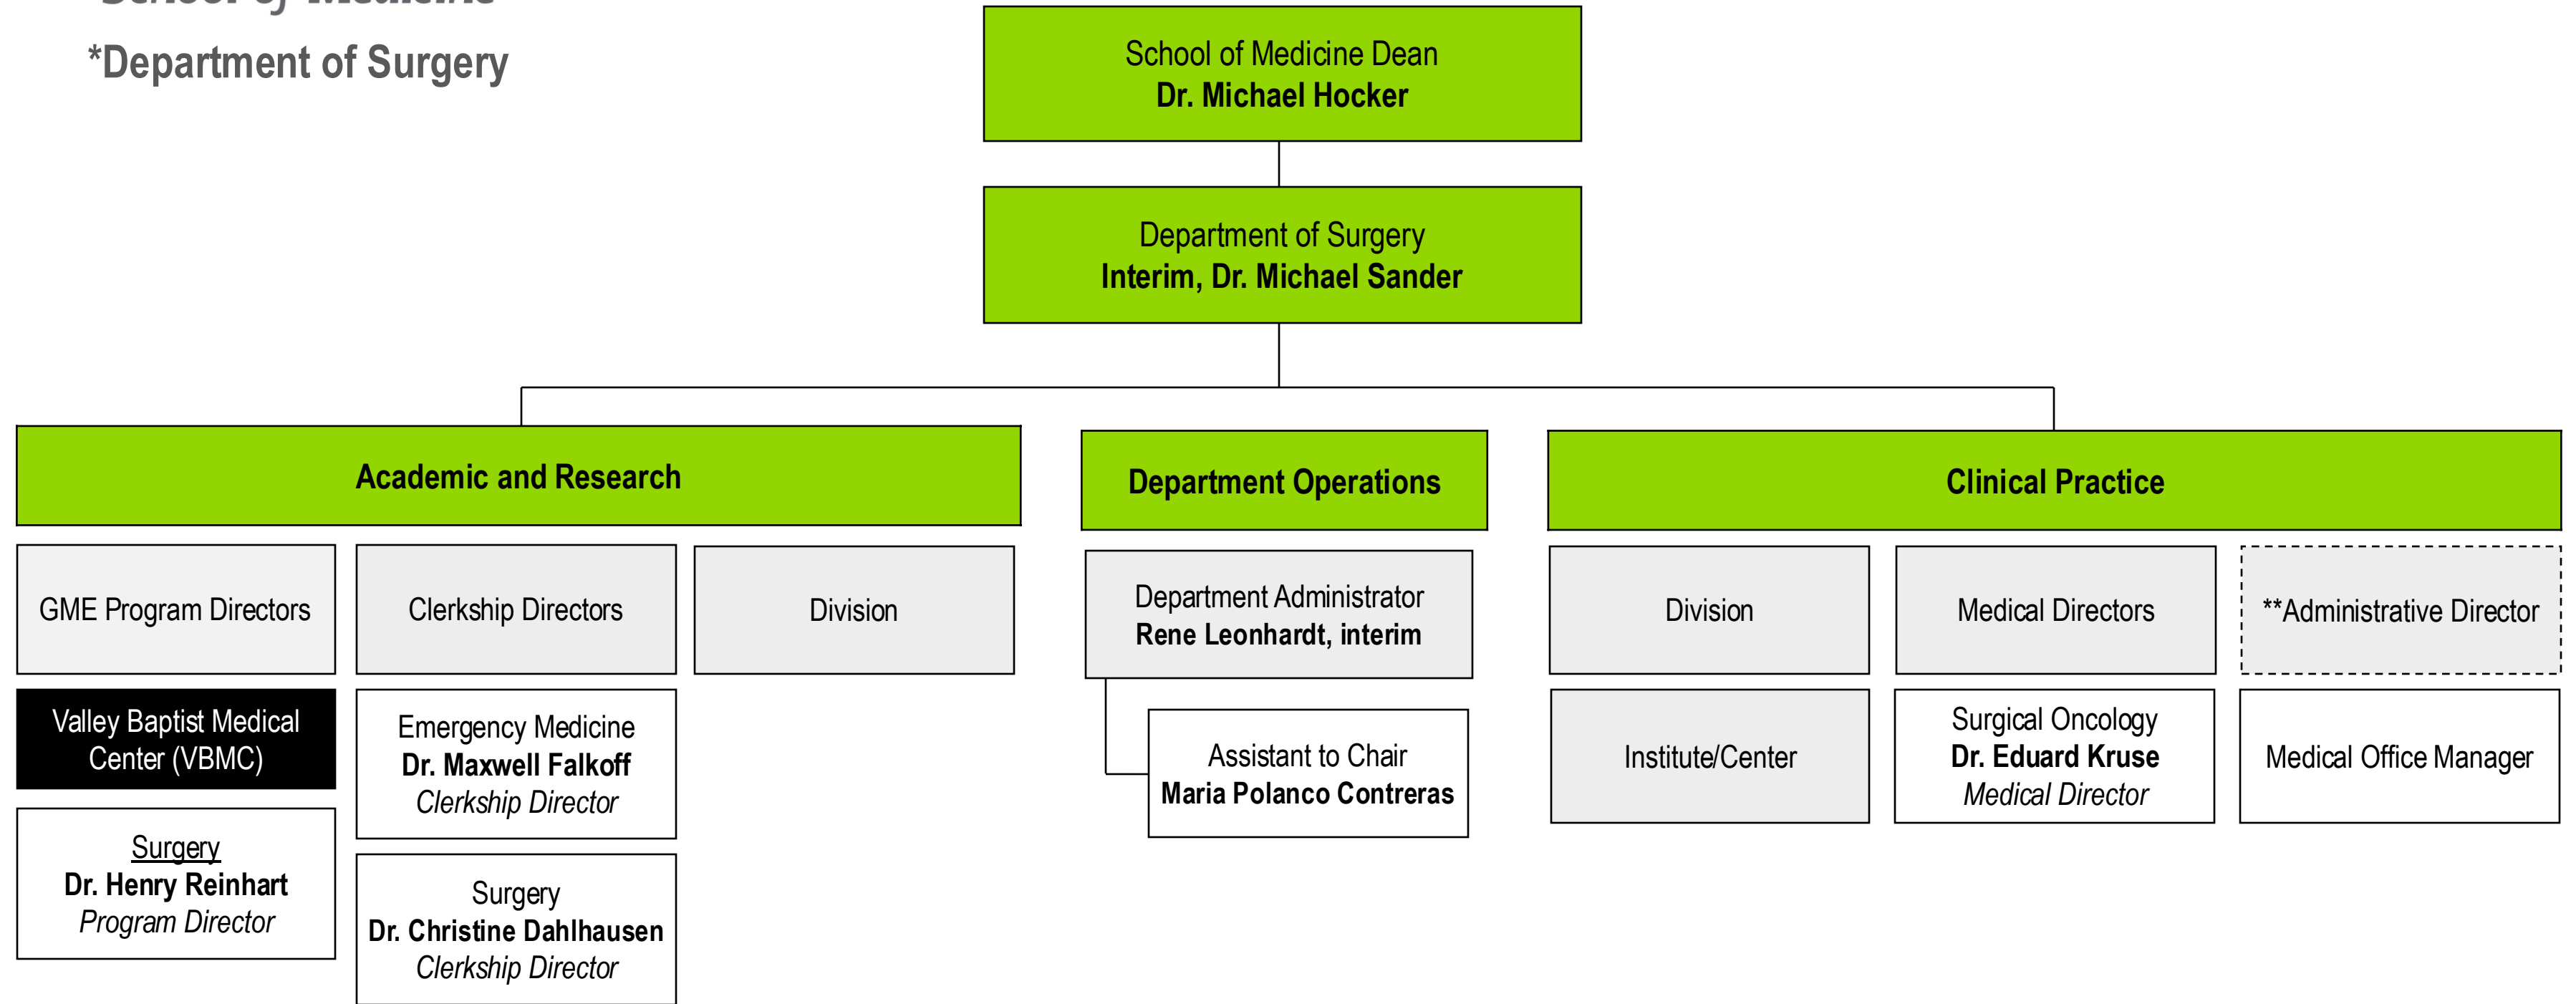 School of Medicine
*Department of Surgery
School of Medicine Dean
Dr. Michael Hocker
Department of Surgery
Interim, Dr. Michael Sander
Academic and Research
Department Operations
Clinical Practice
GME Program Directors
Clerkship Directors
Division
Department Administrator
Rene Leonhardt, interim
Division
Medical Directors
**Administrative Director
Valley Baptist Medical
Center (VBMC)
Emergency Medicine
Dr. Maxwell Falkoff
Clerkship Director
Assistant to Chair
Maria Polanco Contreras
Institute/Center
Surgical Oncology
Dr. Eduard Kruse
Medical Director
Medical Office Manager
Surgery
Dr. Henry Reinhart
Program Director
Surgery
Dr. Christine Dahlhausen
Clerkship Director